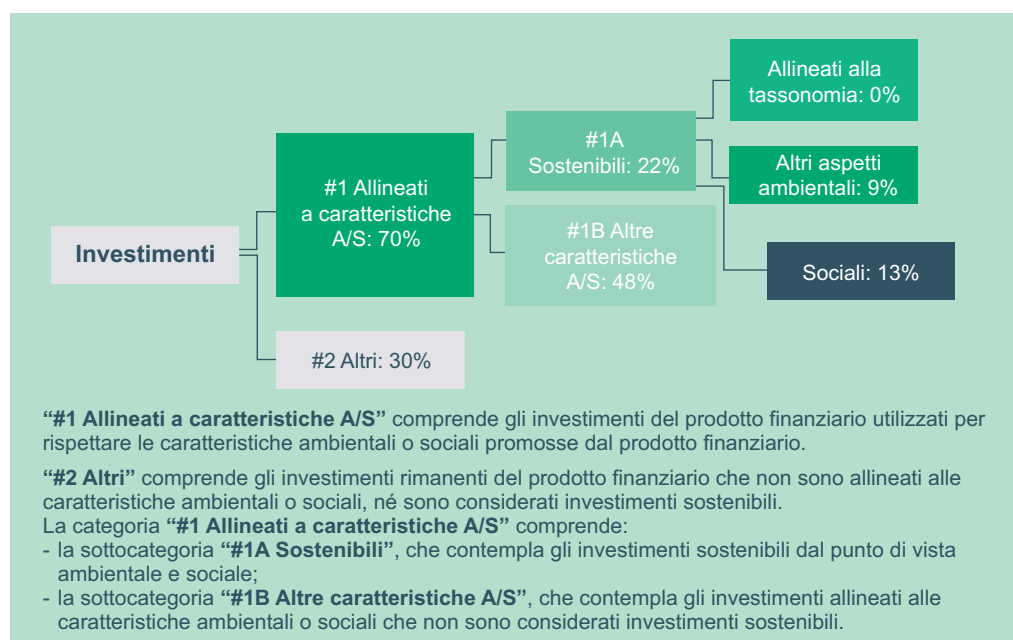 Investimenti
#1 Allineati
a caratteristiche
A/S: 70%
#2 Altri: 30%
#1A
Sostenibili: 22%
#1B Altre
caratteristiche
A/S: 48%
Allineati alla
tassonomia: 0%
Altri aspetti
ambientali: 9%
Sociali: 13%
“#1 Allineati a caratteristiche A/S” comprende gli investimenti del prodotto finanziario utilizzati per
rispettare le caratteristiche ambientali o sociali promosse dal prodotto finanziario.
“#2 Altri” comprende gli investimenti rimanenti del prodotto finanziario che non sono allineati alle
caratteristiche ambientali o sociali, né sono considerati investimenti sostenibili.
La categoria “#1 Allineati a caratteristiche A/S” comprende:
- la sottocategoria “#1A Sostenibili”, che contempla gli investimenti sostenibili dal punto di vista
ambientale e sociale;
- la sottocategoria “#1B Altre caratteristiche A/S”, che contempla gli investimenti allineati alle
caratteristiche ambientali o sociali che non sono considerati investimenti sostenibili.